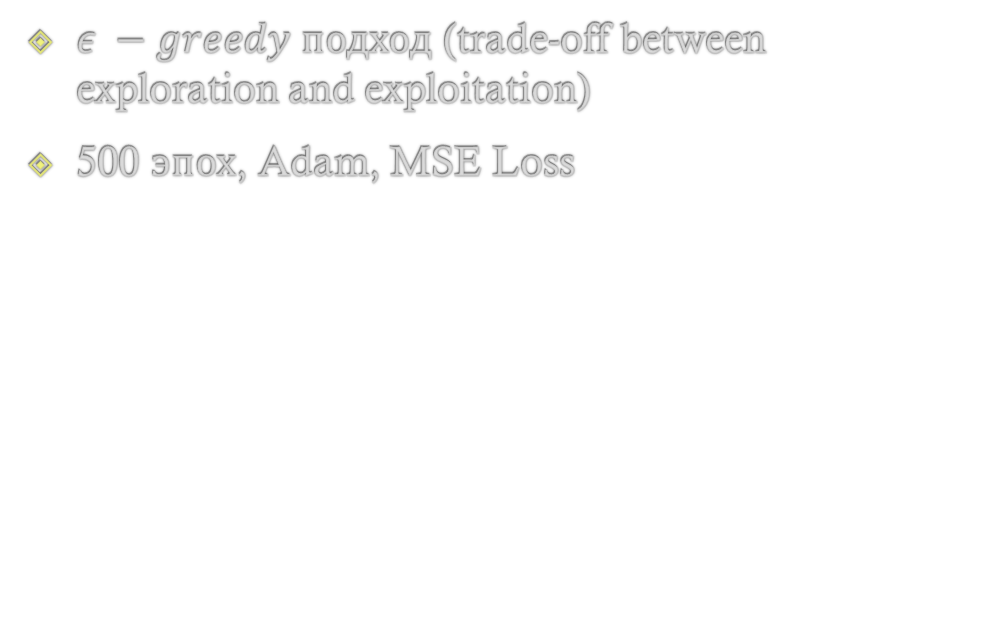 ϵ − greedy подход (trade-off between
exploration and exploitation)
500 эпох, Adam, MSE Loss